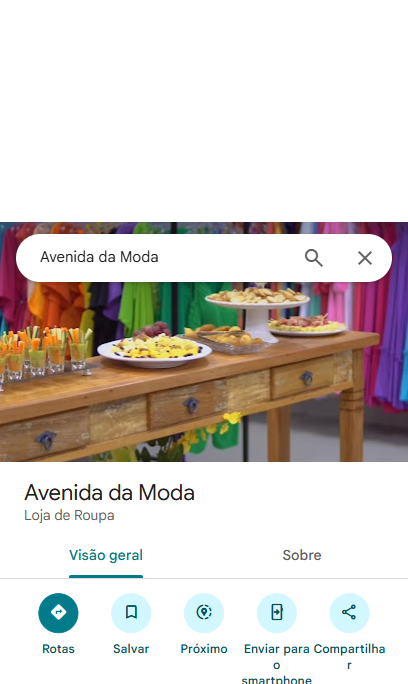 Avenida da Moda
Avenida da Moda
Loja de Roupa
Visão geral
Sobre
Rotas
Salvar
Próximo
Enviar para o smartphone
Compartilhar